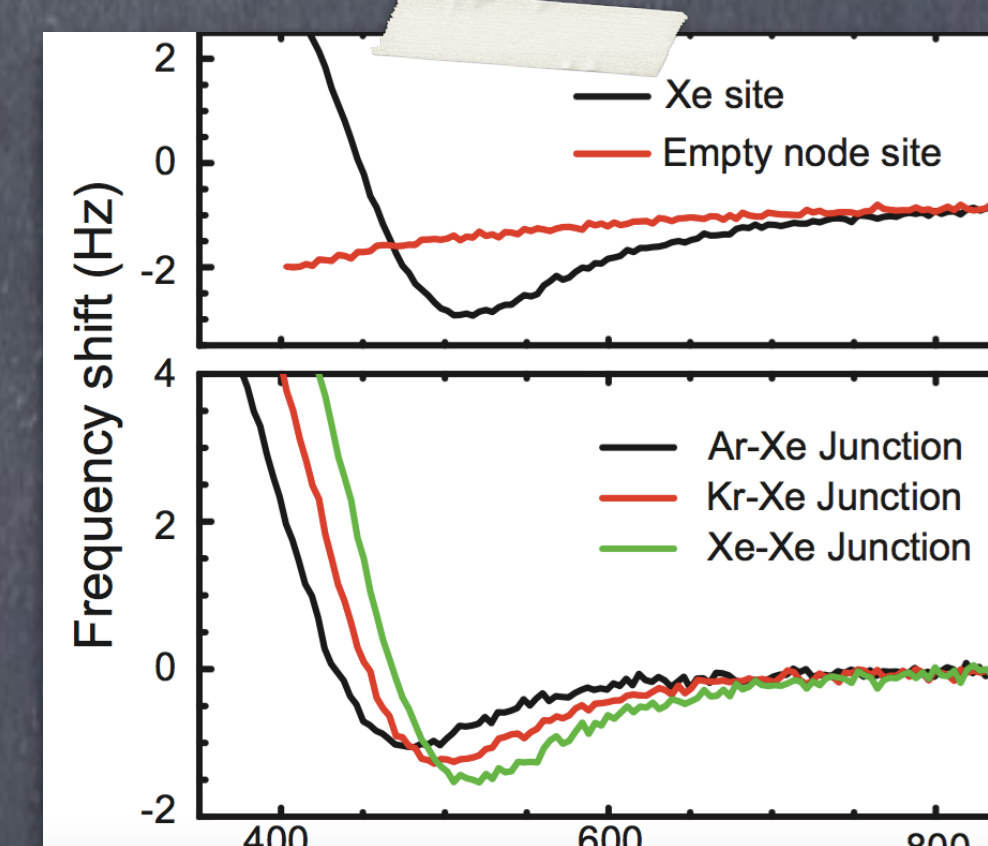 2
Xe site
0
Empty node site
-2
Frequency shift (Hz)
4
Ar-Xe Junction
Kr-Xe Junction
2
Xe-Xe Junction
0
-2
400
600
800